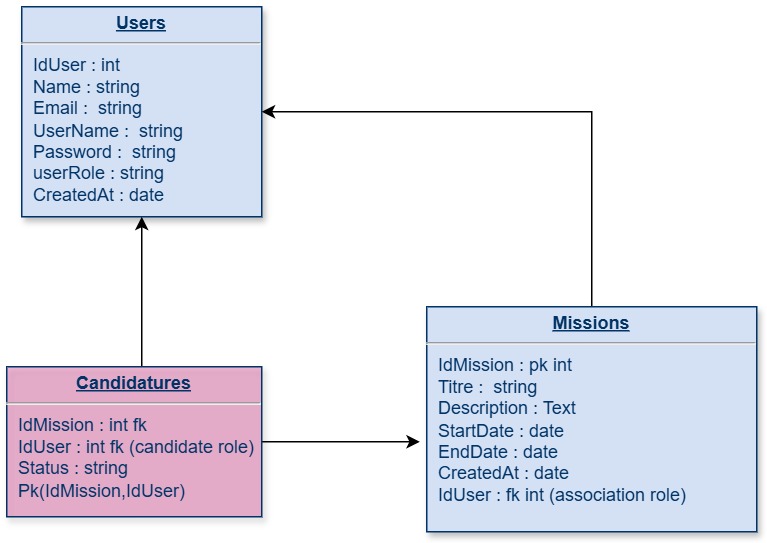 Users
IdUser : int
Name : string
Email :  string
UserName :  string
Password :  string
userRole : string
CreatedAt : date
Missions
IdMission : pk int
Titre :  string
Description : Text
StartDate : date
EndDate : date
CreatedAt : date
IdUser : fk int (association role)
Candidatures
IdMission : int fk
IdUser : int fk (candidate role)
Status : string
Pk(IdMission,IdUser)